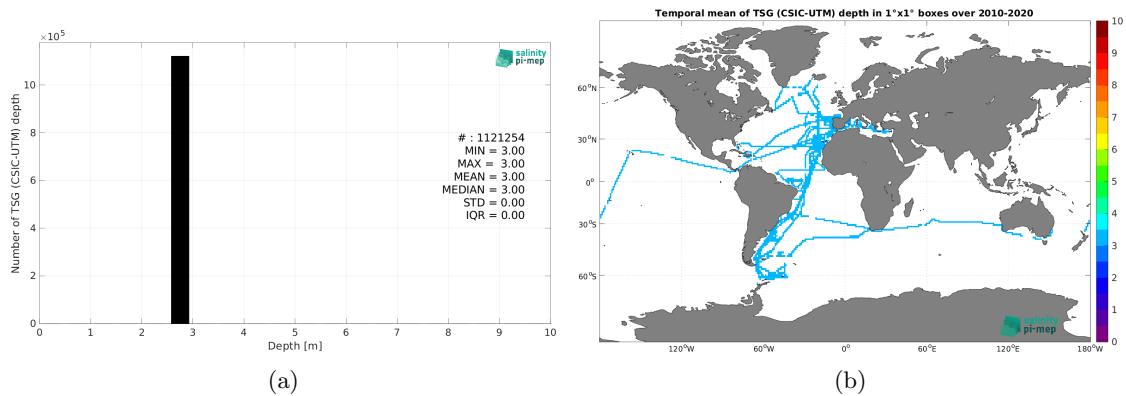 ×10⁵
10
8
6
4
2
0
Number of TSG (CSIC-UTM) depth
salinity
pi-mep
# : 1121254
MIN = 3.00
MAX = 3.00
MEAN = 3.00
MEDIAN = 3.00
STD = 0.00
IQR = 0.00
0 1 2 3 4 5 6 7 8 9 10
Depth [m]
(a)
Temporal mean of TSG (CSIC-UTM) depth in 1°x1° boxes over 2010-2020
60°N
30°N
0°
30°S
60°S
120°W 60°W 0° 60°E 120°E 180°W
salinity
pi-mep
10
9
8
7
6
5
4
3
2
1
0
(b)